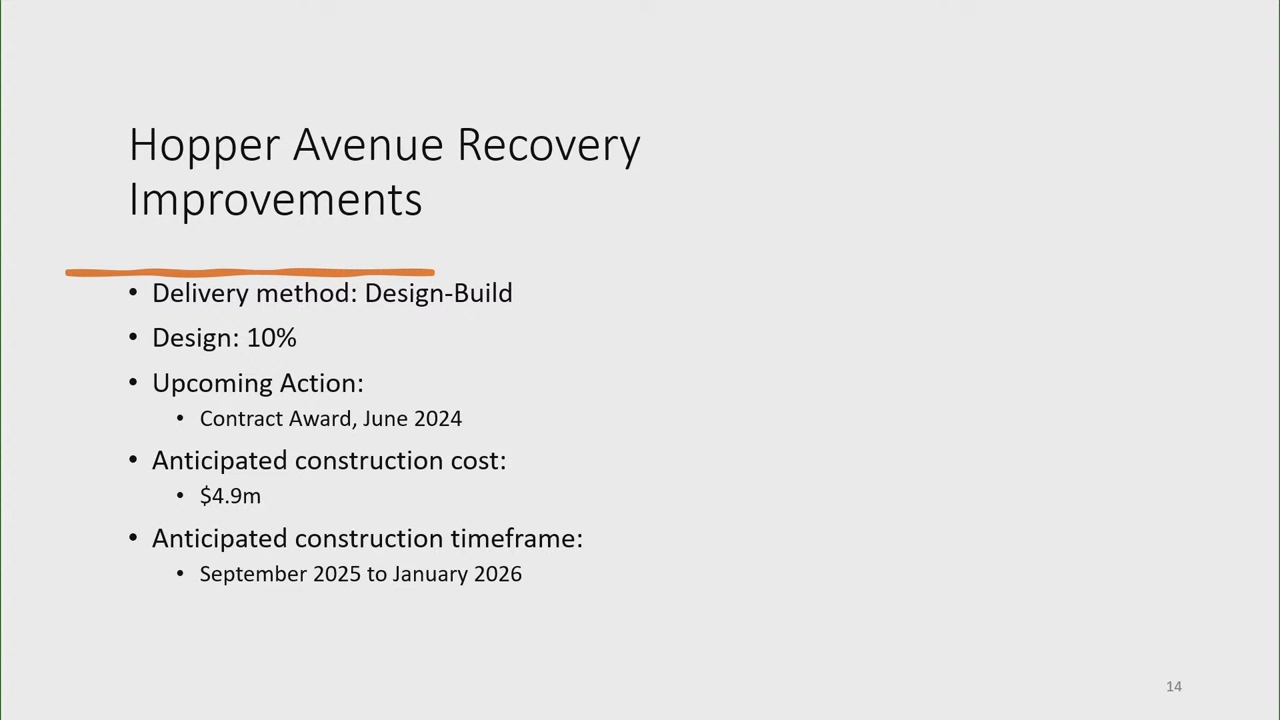 Hopper Avenue Recovery
Improvements
• Delivery method: Design-Build
• Design: 10%
• Upcoming Action:
• Contract Award, June 2024
• Anticipated construction cost:
• $4.9m
• Anticipated construction timeframe:
• September 2025 to January 2026
14